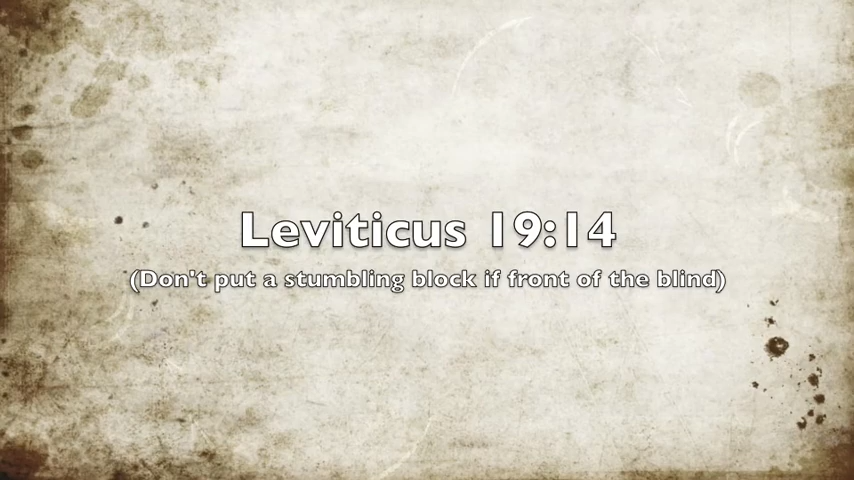 Leviticus 19:14
(Don't put a stumbling block if front of the blind)